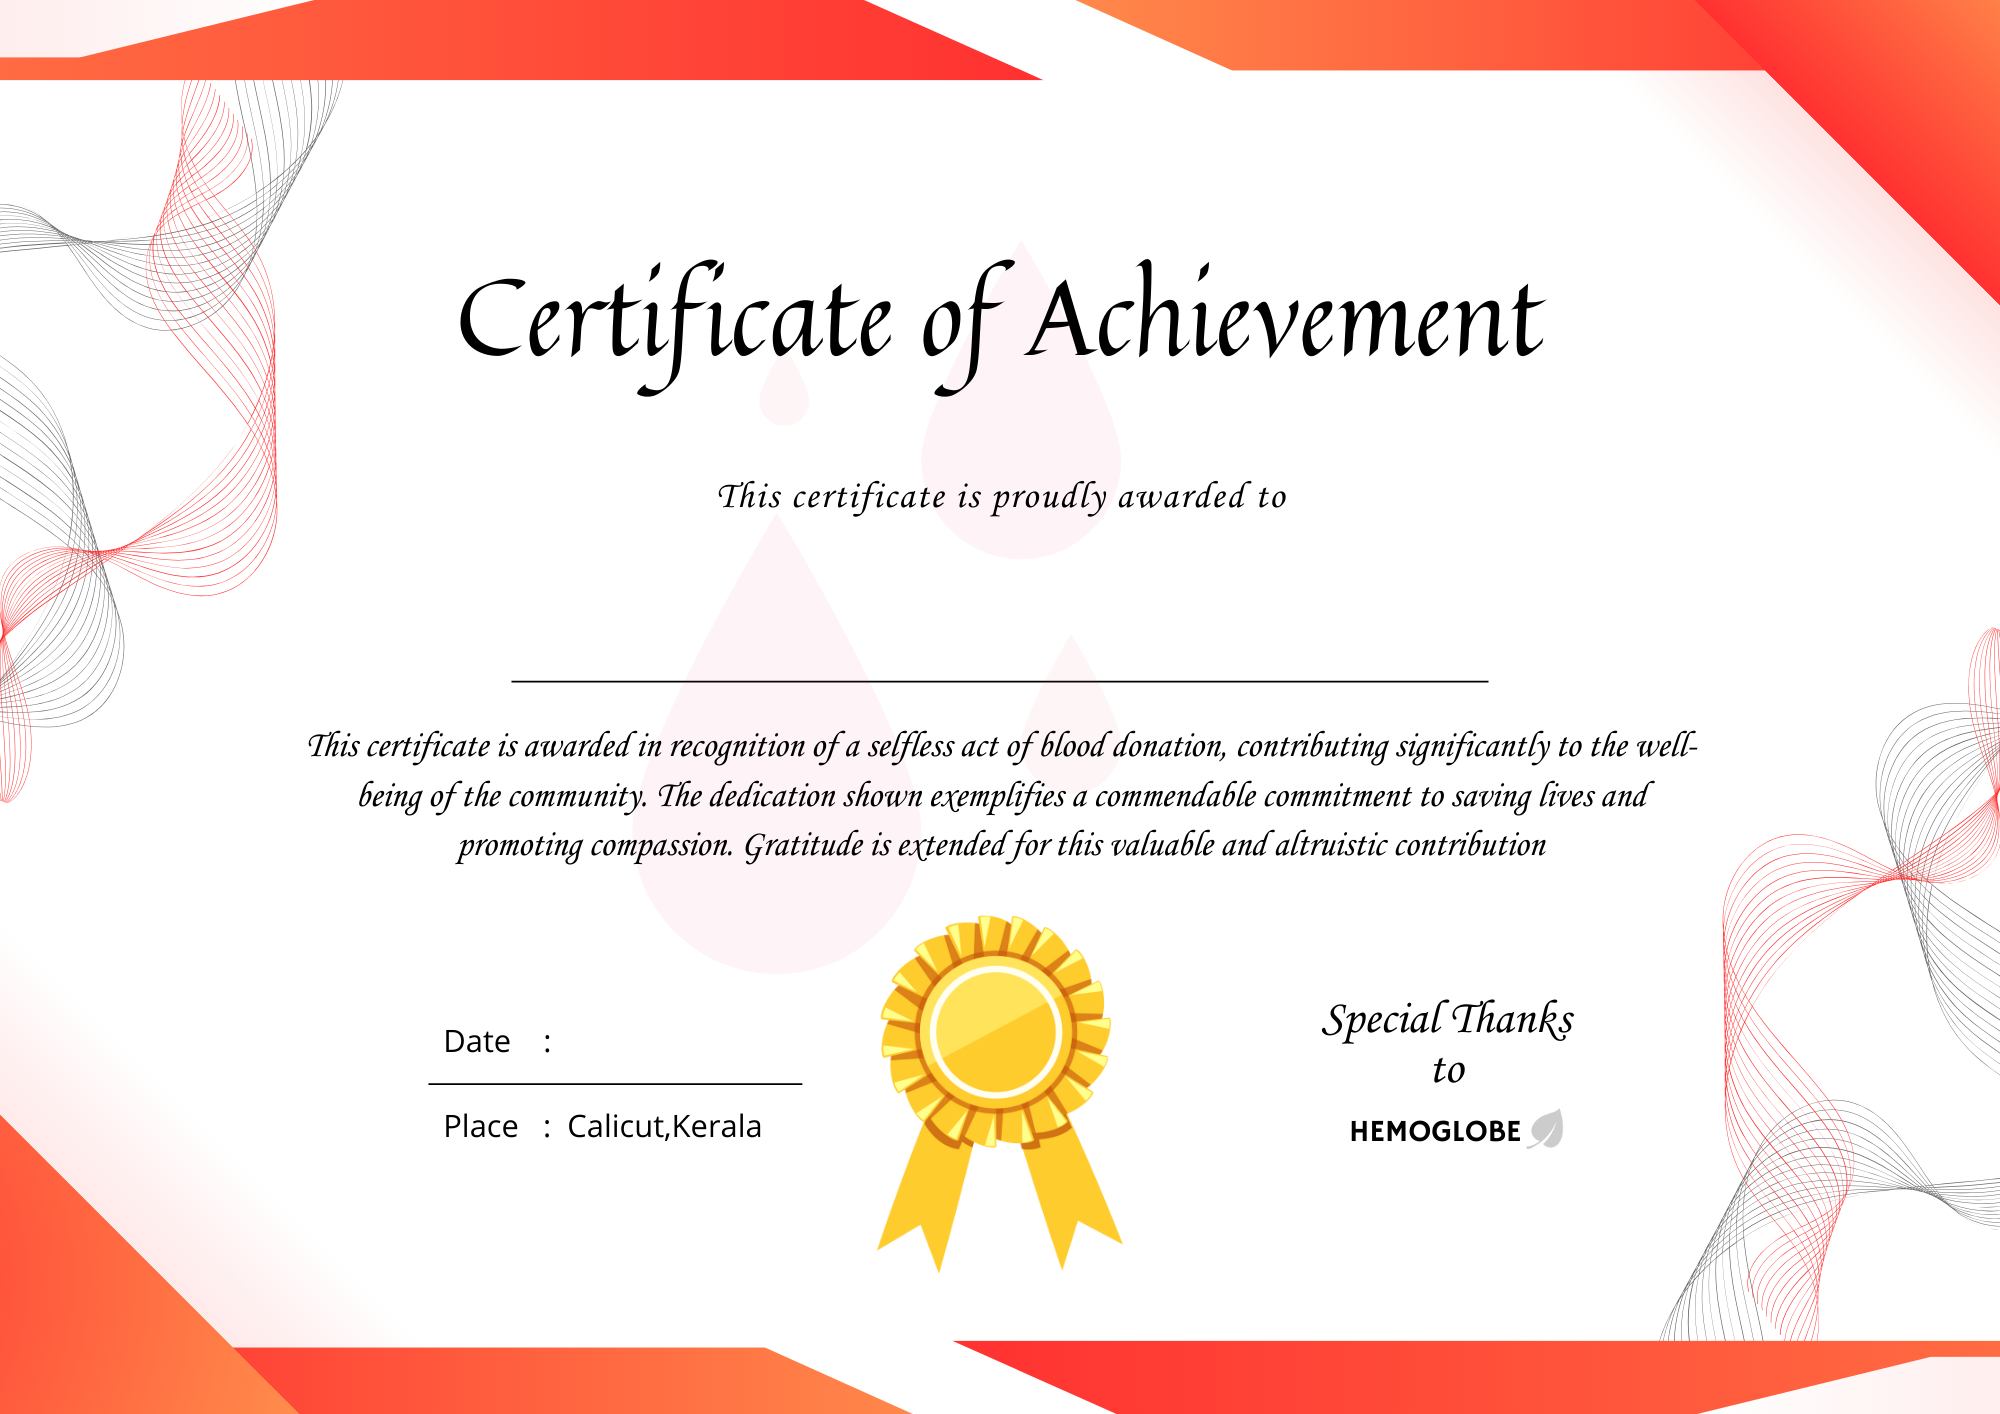 Certificate of Achievement
This certificate is proudly awarded to
This certificate is awarded in recognition of a selfless act of blood donation, contributing significantly to the well-
being of the community. The dedication shown exemplifies a commendable commitment to saving lives and
promoting compassion. Gratitude is extended for this valuable and altruistic contribution
Date :
Place : Calicut,Kerala
Special Thanks
to
HEMOGLOBE